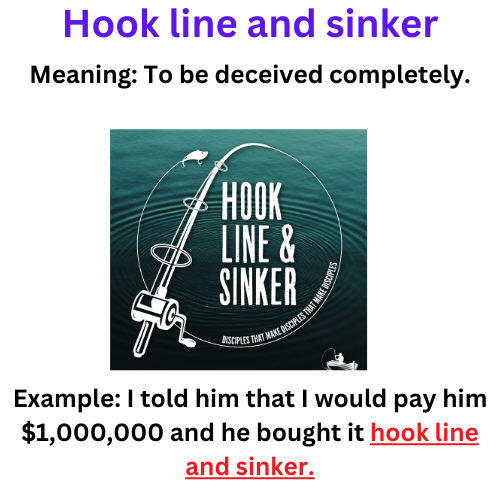 Hook line and sinker
Meaning: To be deceived completely.
HOOK
LINE &
SINKER
DISCIPLES THAT MAKE DISCIPLES THAT MAKE DISCIPLES
Example: I told him that I would pay him
$1,000,000 and he bought it hook line
and sinker.